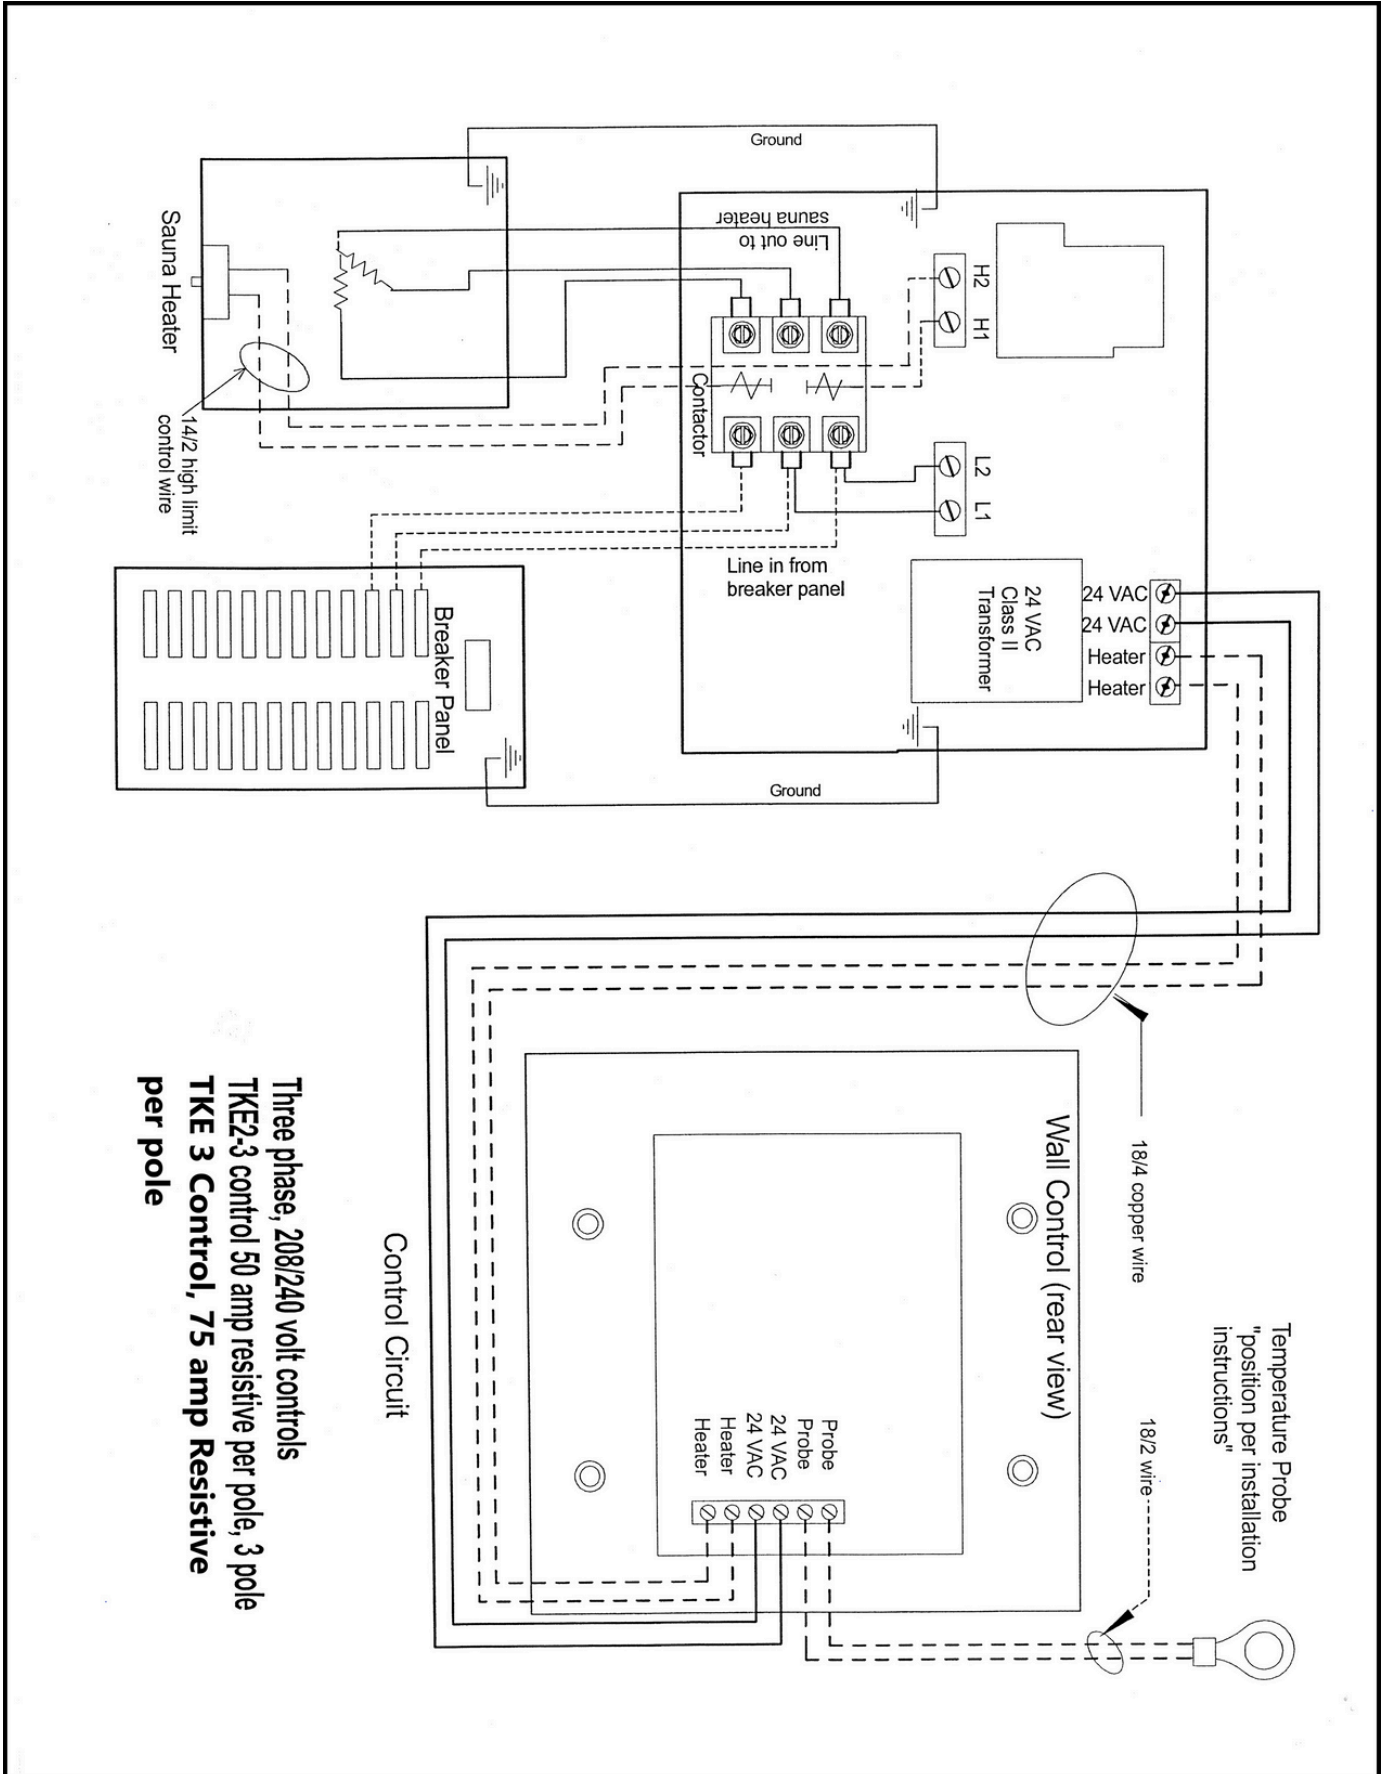 Ground
Line out to
sauna heater
H2
H1
Sauna Heater
14/2 high limit
control wire
Contactor
L2
L1
Line in from
breaker panel
24 VAC
Class II
Transformer
24 VAC
24 VAC
Heater
Heater
Breaker Panel
Ground
18/4 copper wire
Wall Control (rear view)
Temperature Probe
"position per installation
instructions"
18/2 wire
Probe
Probe
24 VAC
24 VAC
Heater
Heater
Control Circuit
Three phase, 208/240 volt controls
TKE2-3 control 50 amp resistive per pole, 3 pole
TKE 3 Control, 75 amp Resistive
per pole